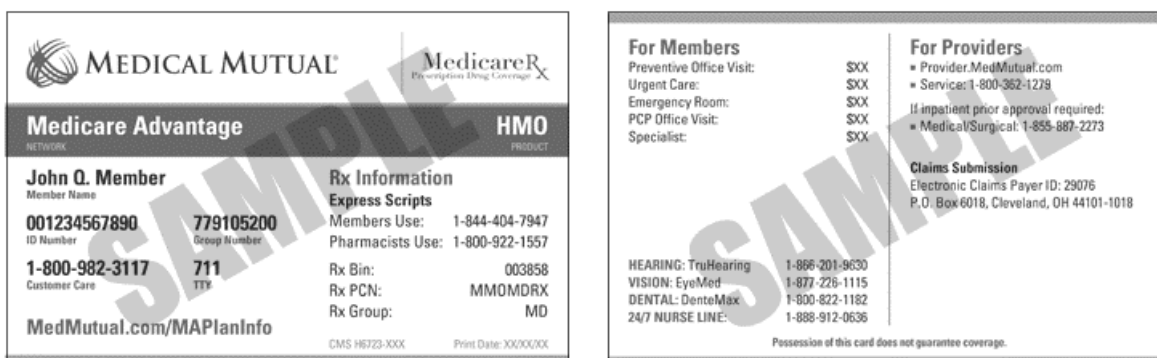 MEDICAL MUTUAL®
MedicareRx
Prescription Drug Coverage
Medicare Advantage HMO
NETWORK PRODUCT
John Q. Member
Member Name
001234567890 779105200
ID Number Group Number
1-800-982-3117 711
Customer Care TTY
MedMutual.com/MAPlanInfo
Rx Information
Express Scripts
Members Use: 1-844-404-7947
Pharmacists Use: 1-800-922-1557
Rx Bin: 003858
Rx PCN: MMOMDRX
Rx Group: MD
CMS H6723-XXX Print Date: XX/XX/XX
SAMPLE
For Members
Preventive Office Visit: $XX
Urgent Care: $XX
Emergency Room: $XX
PCP Office Visit: $XX
Specialist: $XX
HEARING: TruHearing 1-866-201-9630
VISION: EyeMed 1-877-226-1115
DENTAL: DenteMax 1-800-822-1182
24/7 NURSE LINE: 1-888-912-0636
For Providers
▪ Provider.MedMutual.com
▪ Service: 1-800-362-1279
If inpatient prior approval required:
▪ Medical/Surgical: 1-855-887-2273
Claims Submission
Electronic Claims Payer ID: 29076
P.O. Box 6018, Cleveland, OH 44101-1018
Possession of this card does not guarantee coverage.
SAMPLE